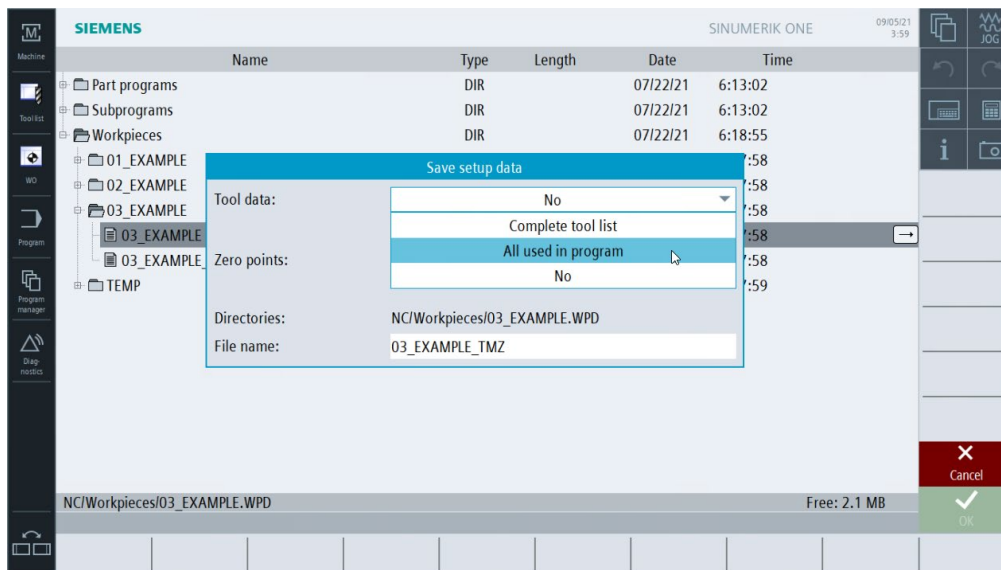 SIEMENS
SINUMERIK ONE
09/05/21
3:59
M
JOG
Machine
Tool list
WO
Program
Program
manager
Diag-
nostics
Name Type Length Date Time
Part programs DIR 07/22/21 6:13:02
Subprograms DIR 07/22/21 6:13:02
Workpieces DIR 07/22/21 6:18:55
01_EXAMPLE :58
02_EXAMPLE :58
03_EXAMPLE :58
03_EXAMPLE :58
03_EXAMPLE_ :58
TEMP :59
Save setup data
Tool data: No
Complete tool list
All used in program
Zero points:
No
Directories: NC/Workpieces/03_EXAMPLE.WPD
File name: 03_EXAMPLE_TMZ
i
Cancel
OK
NC/Workpieces/03_EXAMPLE.WPD Free: 2.1 MB